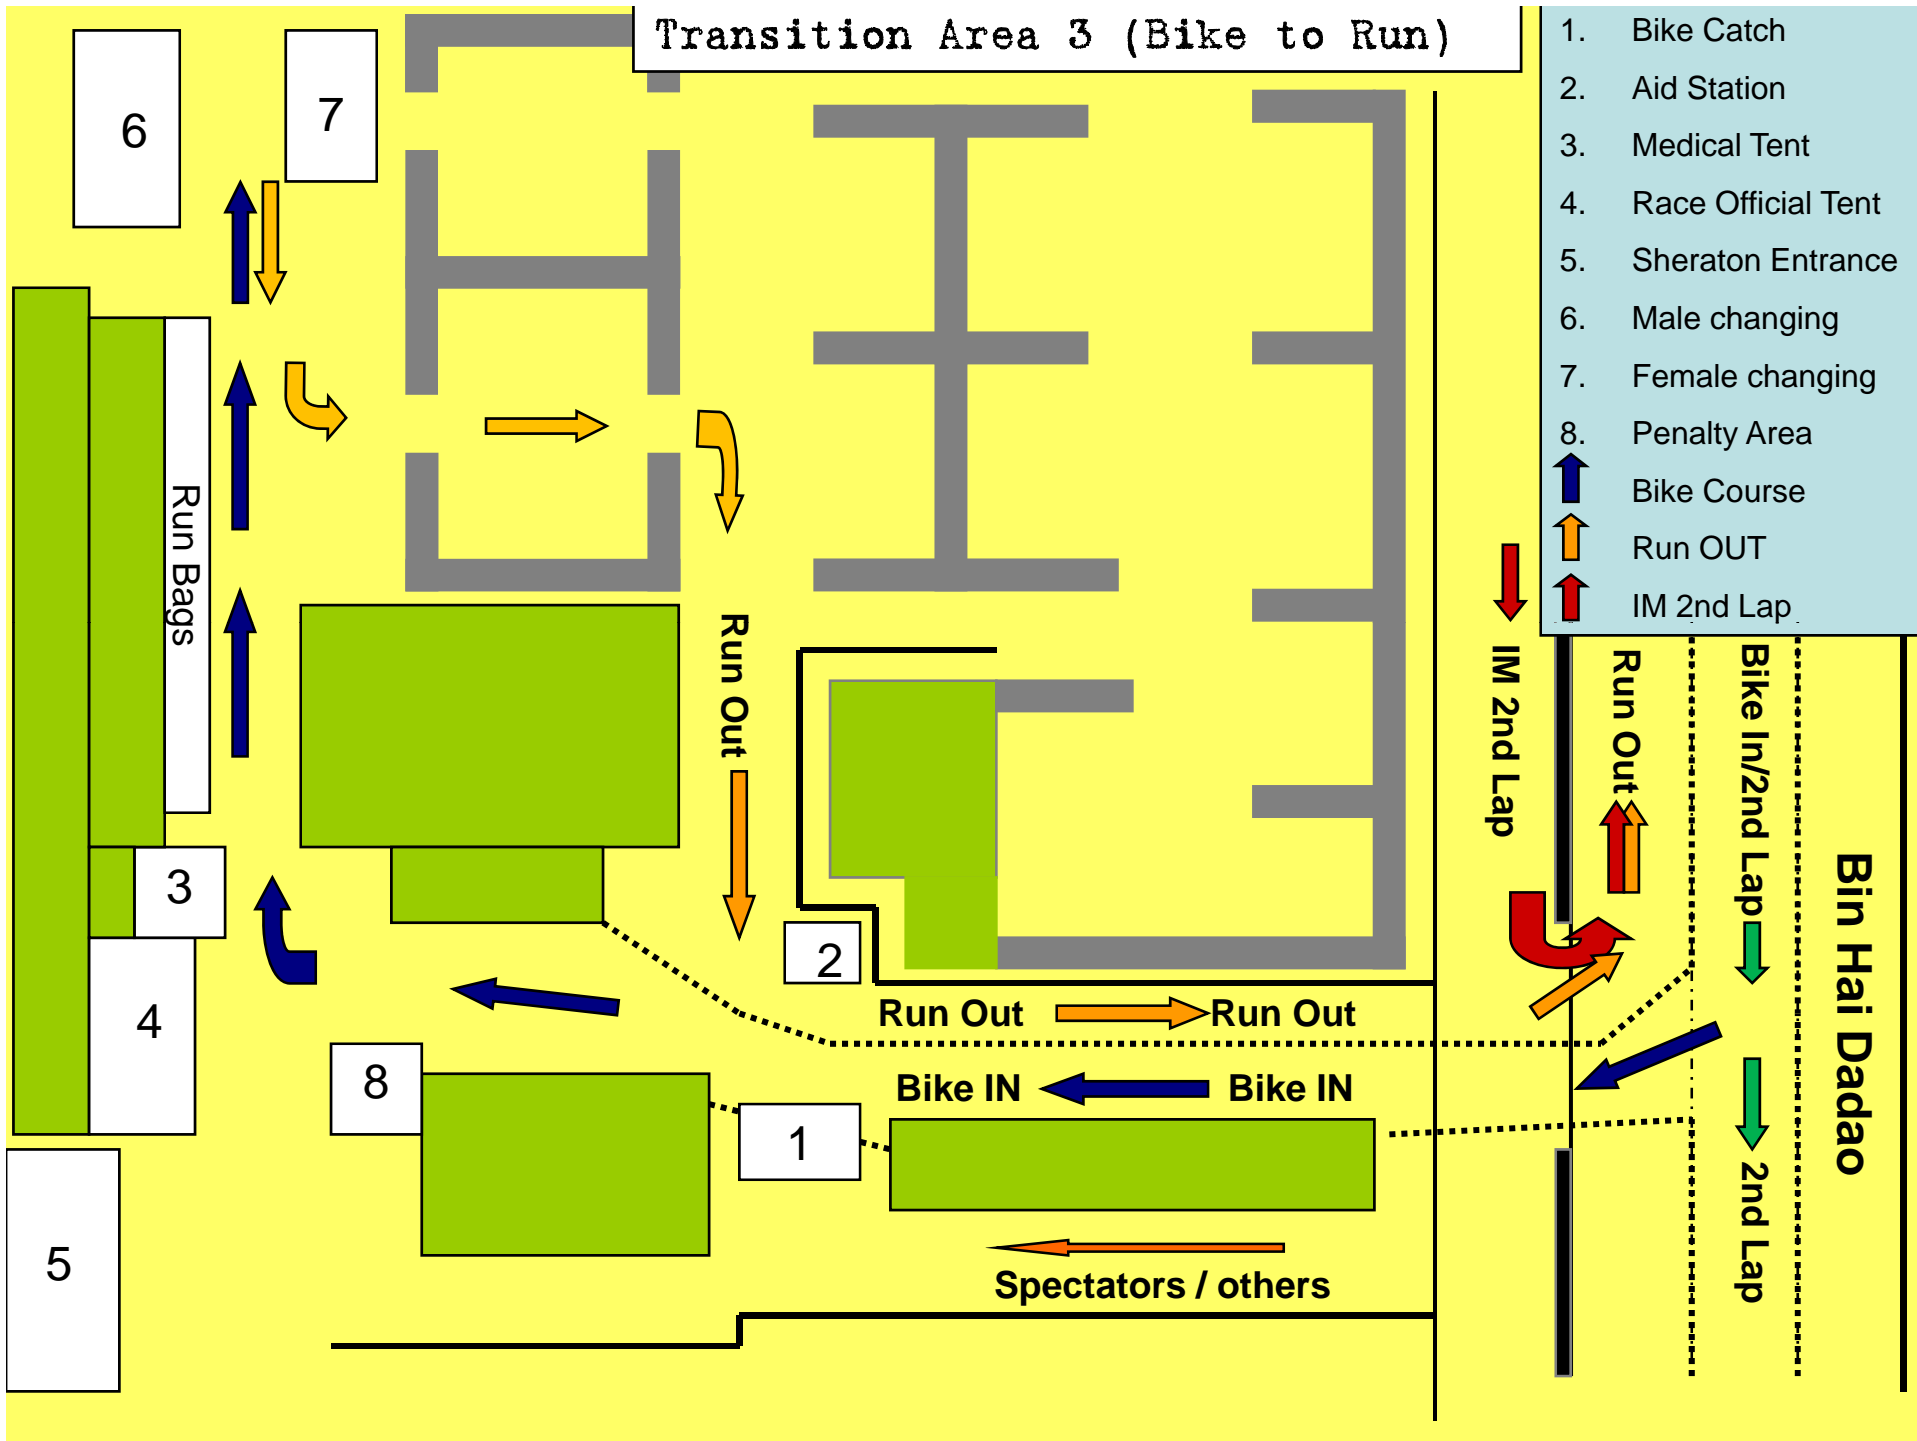 Transition Area 3 (Bike to Run)
1. Bike Catch
2. Aid Station
3. Medical Tent
4. Race Official Tent
5. Sheraton Entrance
6. Male changing
7. Female changing
8. Penalty Area
Bike Course
Run OUT
IM 2nd Lap
6
7
Run Bags
Run Out
IM 2nd Lap
Run Out
Bike In/2nd Lap
Bin Hai Dadao
3
2
4
Run Out
Run Out
8
Bike IN
Bike IN
1
2nd Lap
5
Spectators / others